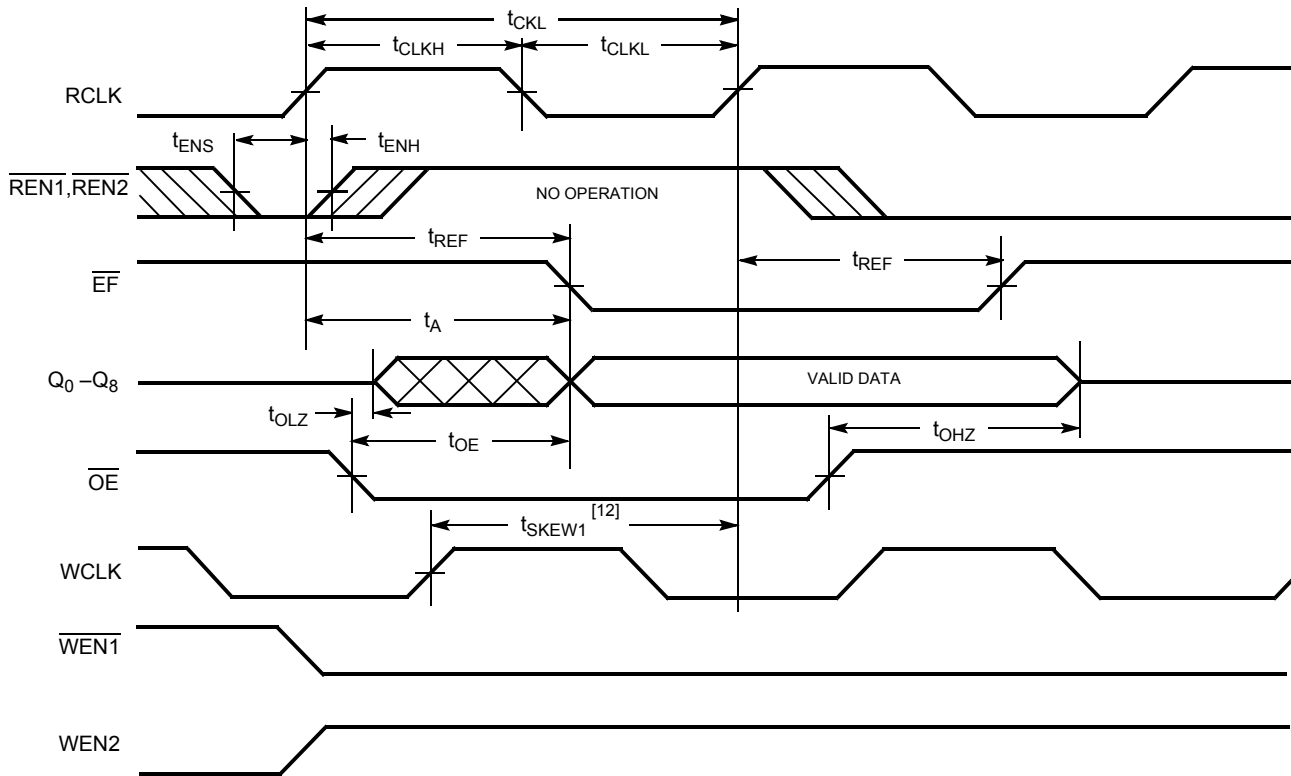 tCKL
tCLKH tCLKL
RCLK
tENS tENH
REN1,REN2
NO OPERATION
tREF
tREF
EF
tA
Q0 –Q8
VALID DATA
tOLZ
tOE
tOHZ
OE
tSKEW1 [12]
WCLK
WEN1
WEN2